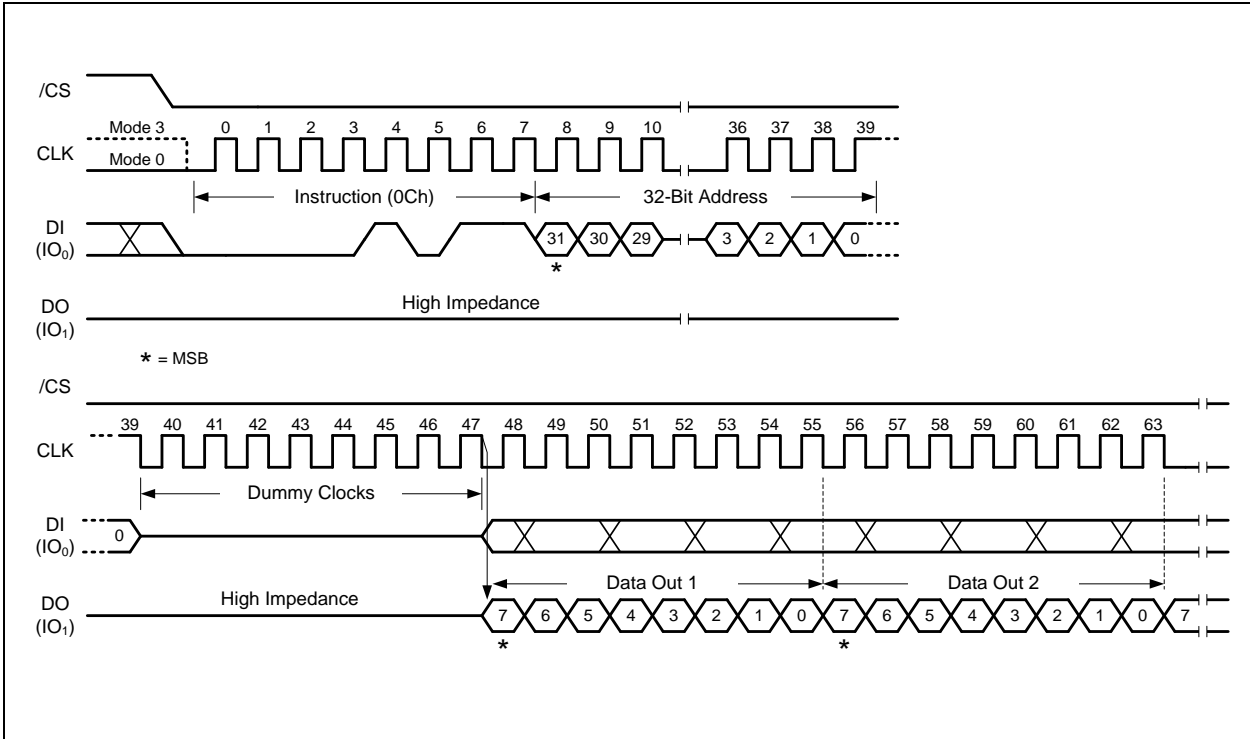 /CS
Mode 3 0 1 2 3 4 5 6 7 8 9 10 36 37 38 39
CLK
Mode 0
Instruction (0Ch) 32-Bit Address
DI
(IO₀) 31 30 29 3 2 1 0
*
High Impedance
DO
(IO₁)
* = MSB
/CS
39 40 41 42 43 44 45 46 47 48 49 50 51 52 53 54 55 56 57 58 59 60 61 62 63
CLK
Dummy Clocks
DI
(IO₀) 0
Data Out 1 Data Out 2
High Impedance
DO
(IO₁) 7 6 5 4 3 2 1 0 7 6 5 4 3 2 1 0 7
* *